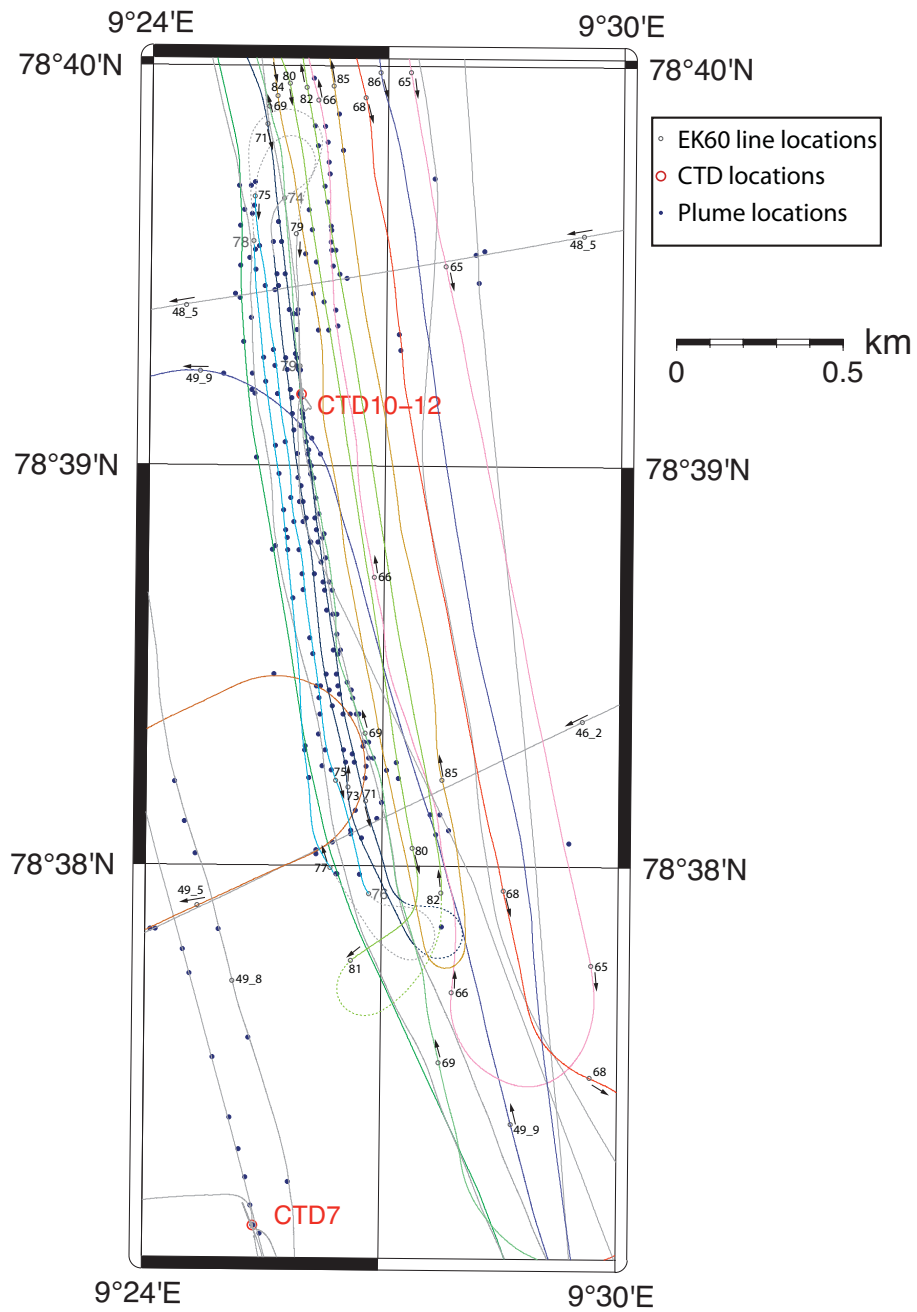 9°24'E
9°30'E
78°40'N
78°40'N
80
84
82
85
86
65
66
69
68
71
EK60 line locations
CTD locations
Plume locations
75
74
79
78
48_5
65
48_5
km
0
0.5
79
49_9
CTD10–12
78°39'N
78°39'N
66
69
46_2
75
73
71
85
80
78°38'N
78°38'N
77
76
82
68
49_5
81
49_8
66
65
69
68
49_9
CTD7
9°24'E
9°30'E